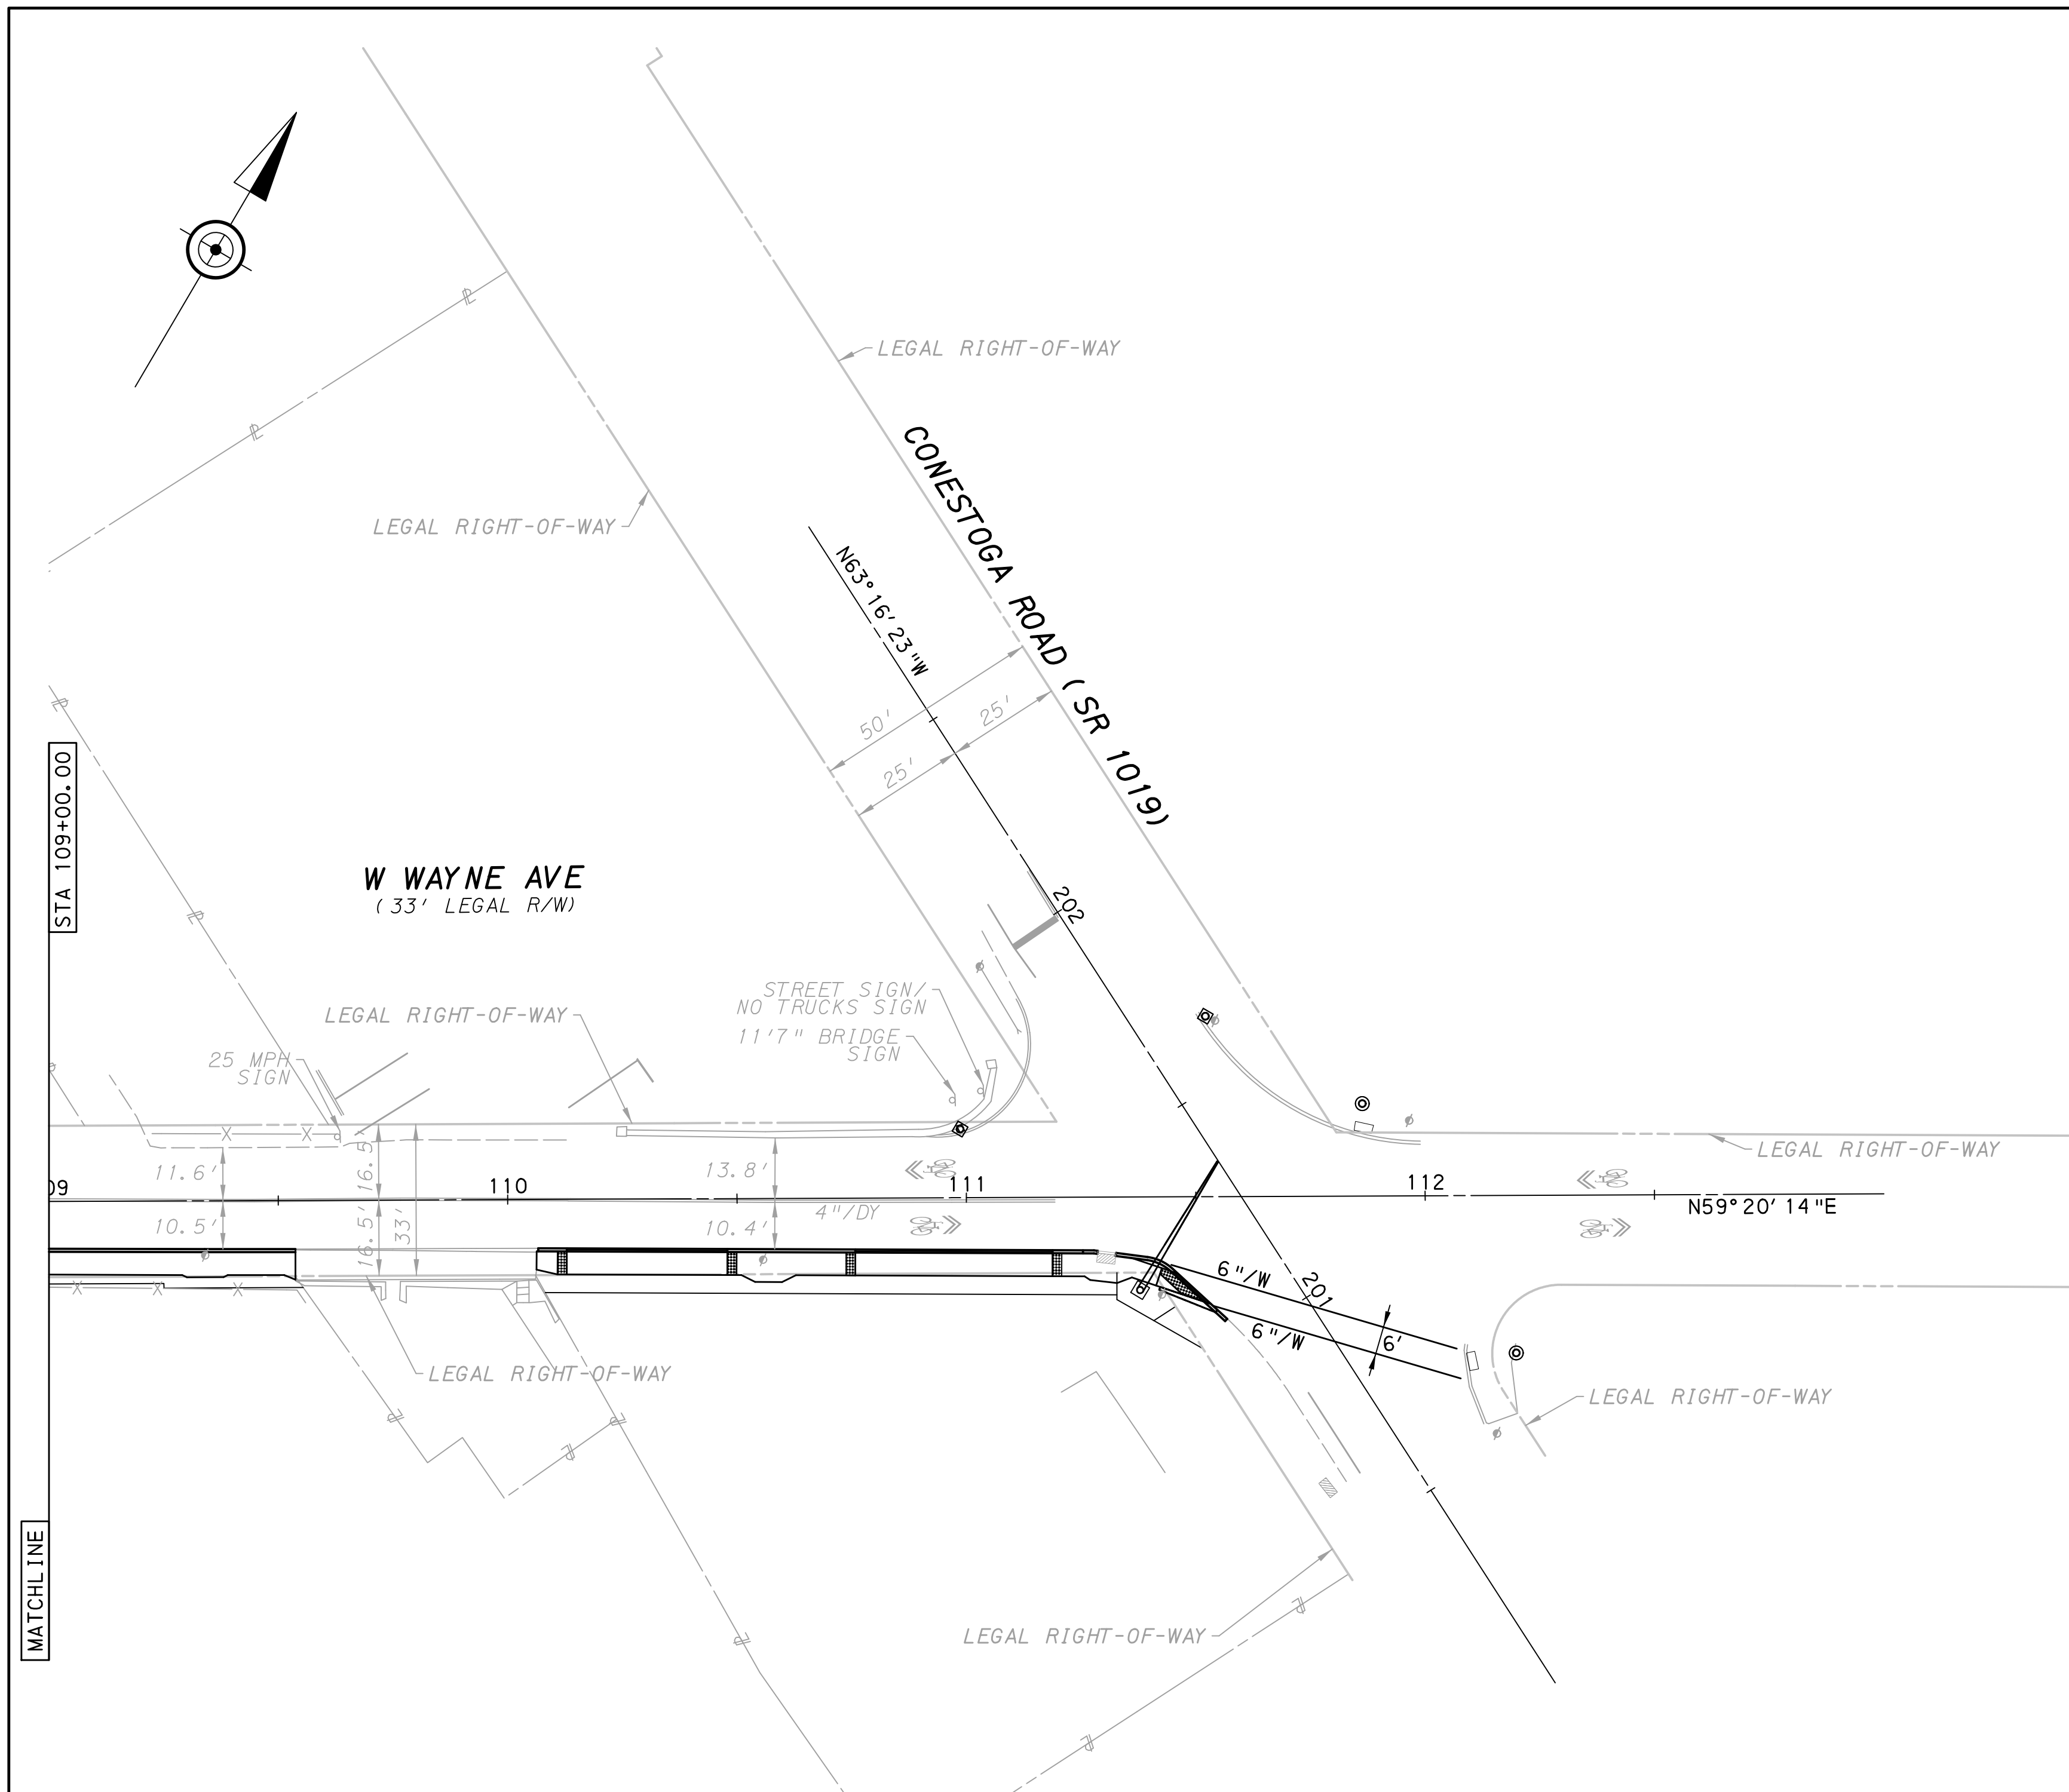 LEGAL RIGHT-OF-WAY
CONESTOGA ROAD (SR 1019)
LEGAL RIGHT-OF-WAY
N63°16'23"W
50'
25'
25'
STA 109+00.00
W WAYNE AVE
(33' LEGAL R/W)
202
STREET SIGN/
NO TRUCKS SIGN
LEGAL RIGHT-OF-WAY
11'7" BRIDGE
SIGN
25 MPH
SIGN
LEGAL RIGHT-OF-WAY
11.6'
16.5'
13.8'
09
110
111
112
N59°20'14"E
10.5'
16.5'
33'
10.4'
4"/DY
6"/W
201
6"/W
6'
LEGAL RIGHT-OF-WAY
LEGAL RIGHT-OF-WAY
MATCHLINE
LEGAL RIGHT-OF-WAY